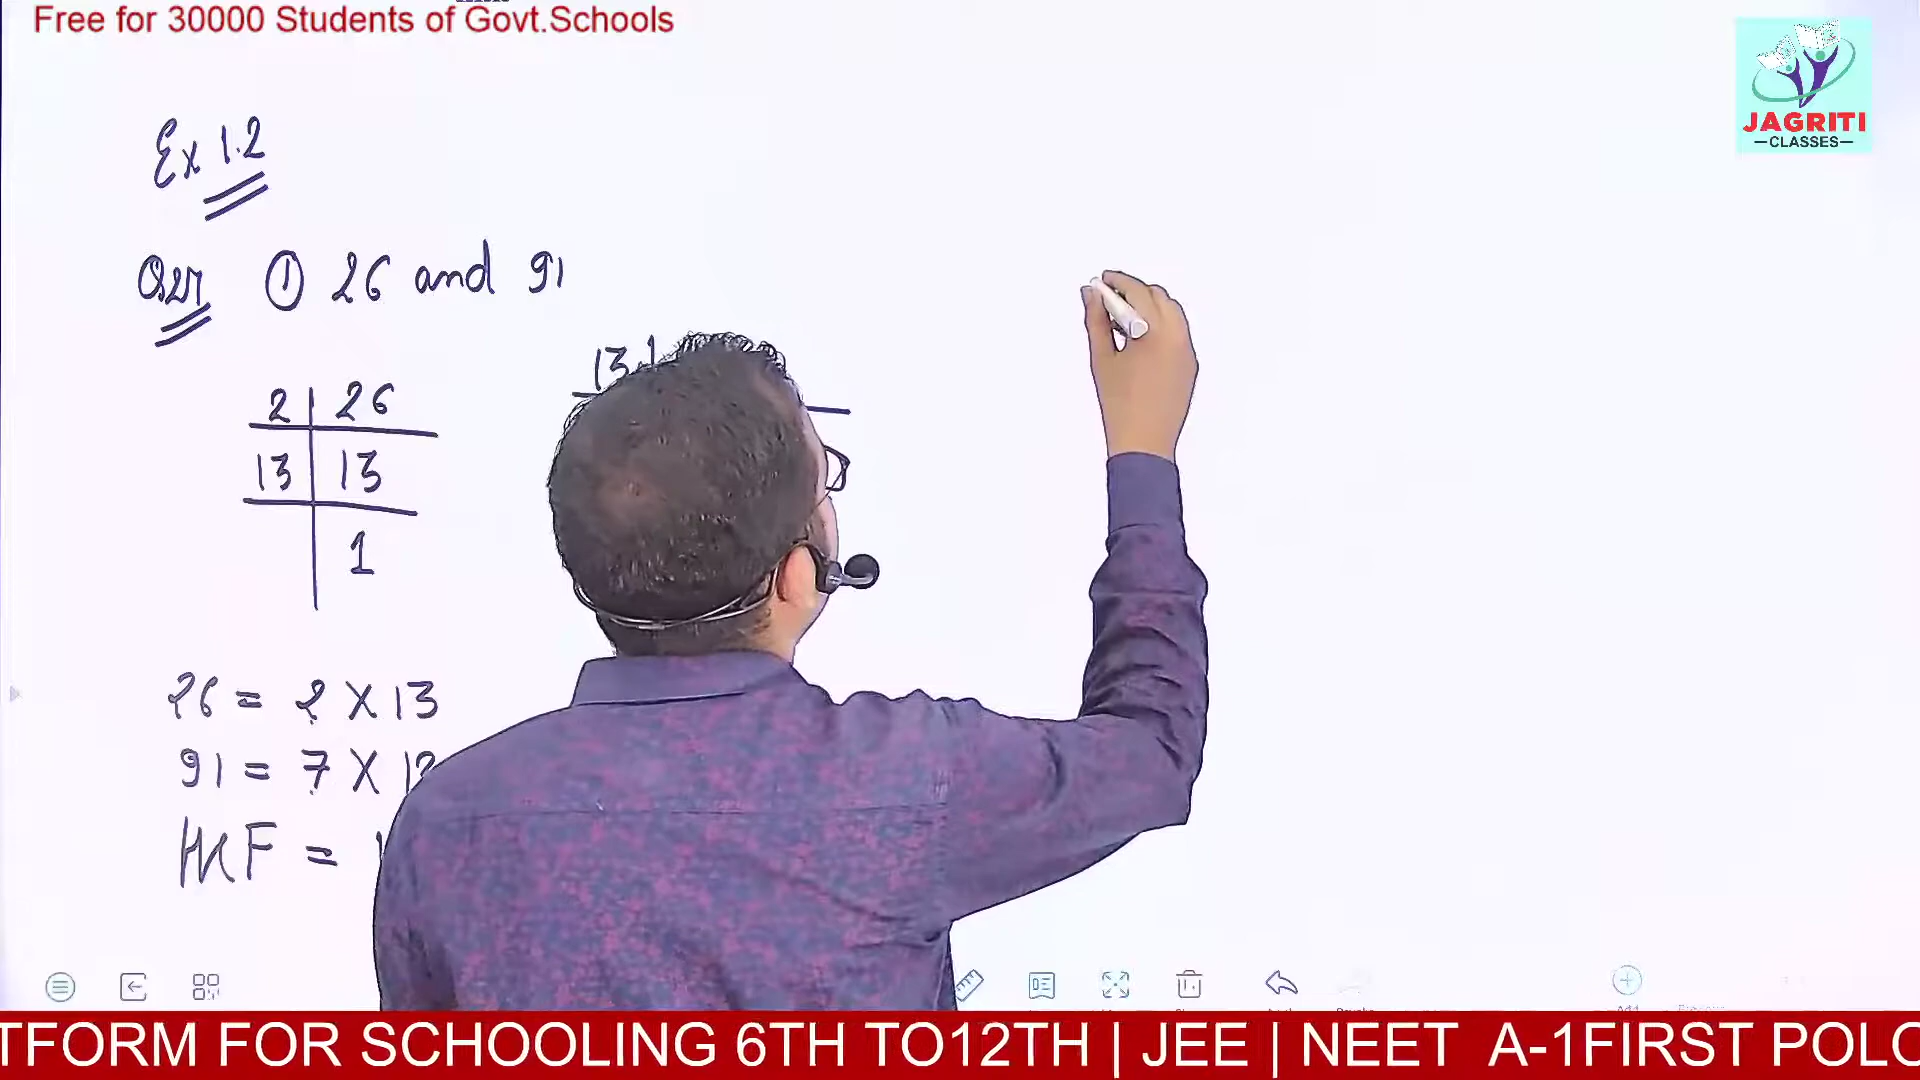 Free for 30000 Students of Govt.Schools
JAGRITI
CLASSES
Ex 1.2
① 26 and 91
2 26
13 13
1
26 = 2 X 13
91 = 7 X
HCF =
TFORM FOR SCHOOLING 6TH TO12TH | JEE | NEET A-1FIRST POLO